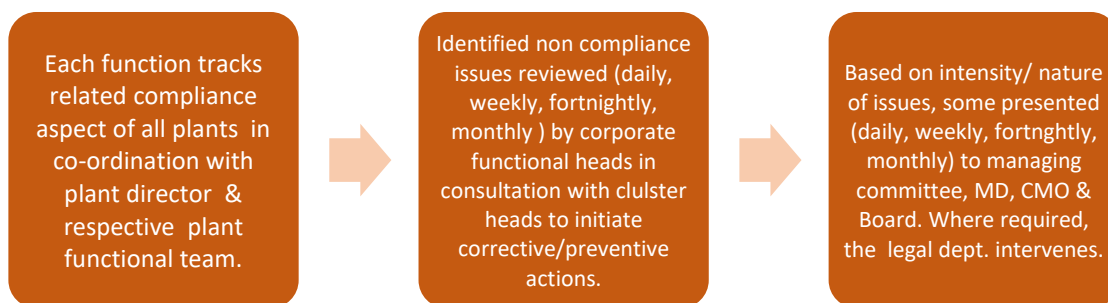 Each function tracks
related compliance
aspect of all plants in
co-ordination with
plant director &
respective plant
functional team.
Identified non compliance
issues reviewed (daily,
weekly, fortnightly,
monthly ) by corporate
functional heads in
consultation with clulster
heads to initiate
corrective/preventive
actions.
Based on intensity/ nature
of issues, some presented
(daily, weekly, fortnghtly,
monthly) to managing
committee, MD, CMO &
Board. Where required,
the legal dept. intervenes.